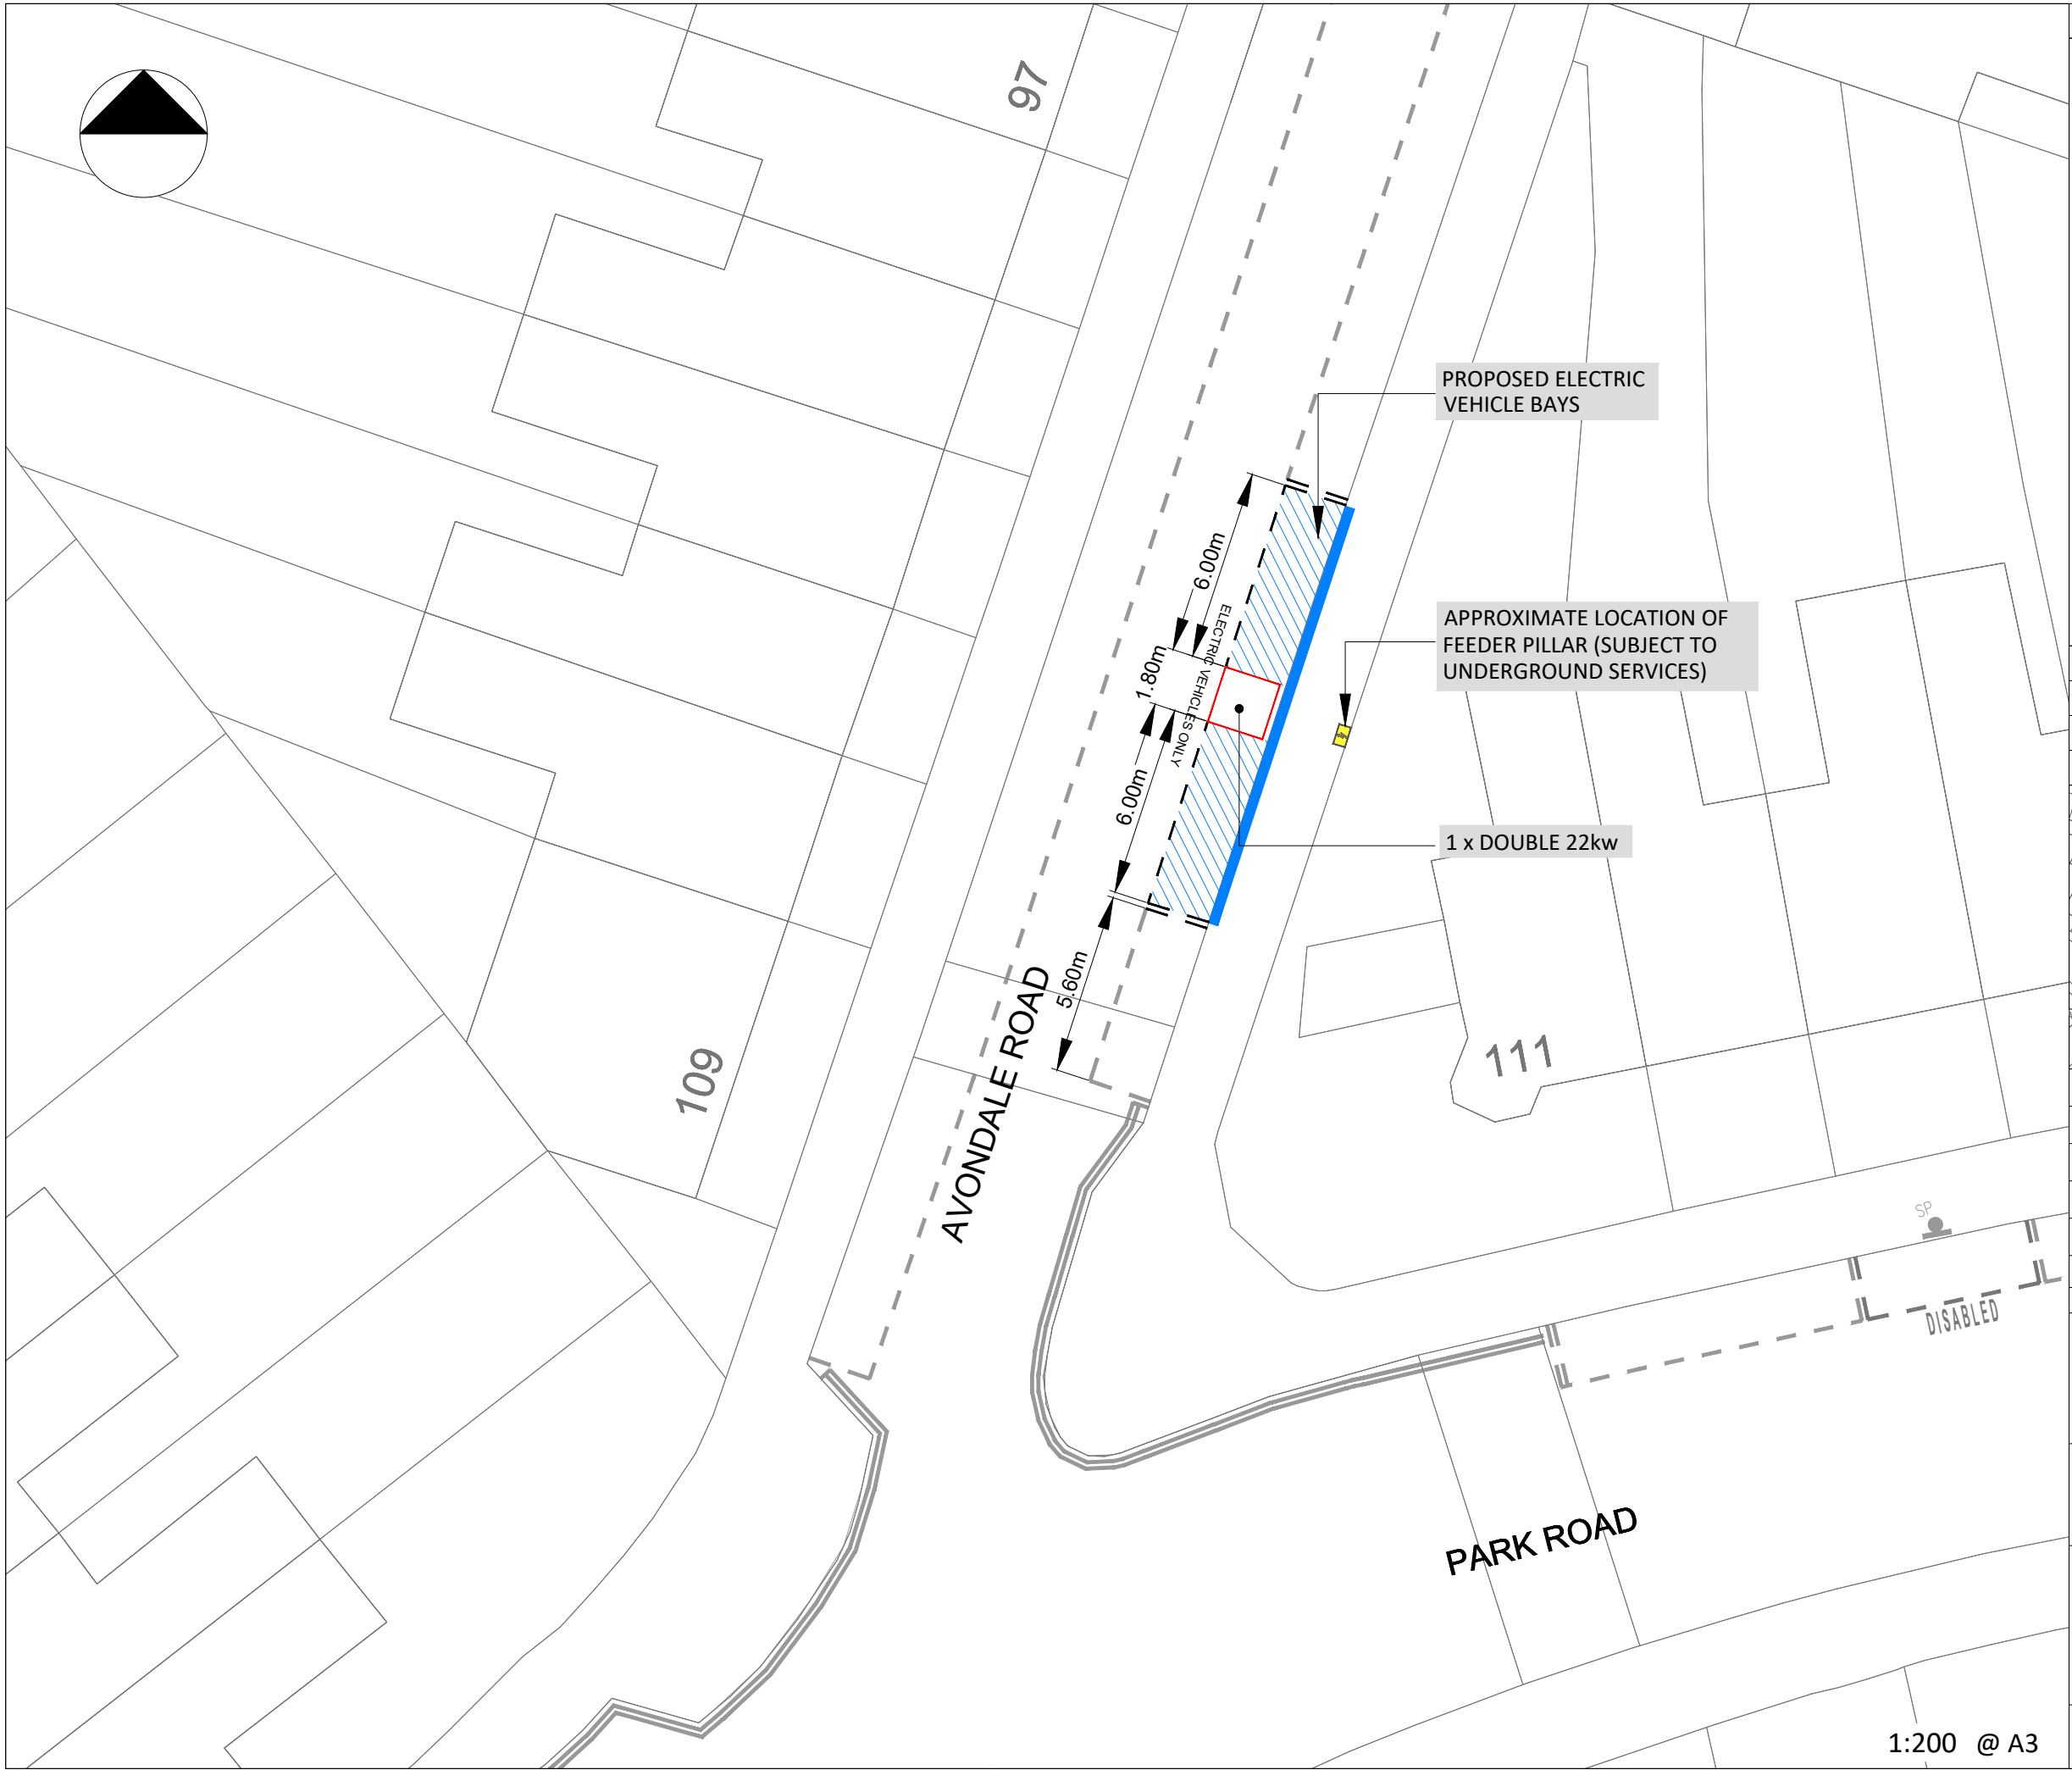 97
PROPOSED ELECTRIC
VEHICLE BAYS
6.00m
ELECTRIC VEHICLES ONLY
APPROXIMATE LOCATION OF
FEEDER PILLAR (SUBJECT TO
UNDERGROUND SERVICES)
1.80m
6.00m
1 x DOUBLE 22kw
5.60m
AVONDALE ROAD
109
111
SP
DISABLED
PARK ROAD
1:200 @ A3